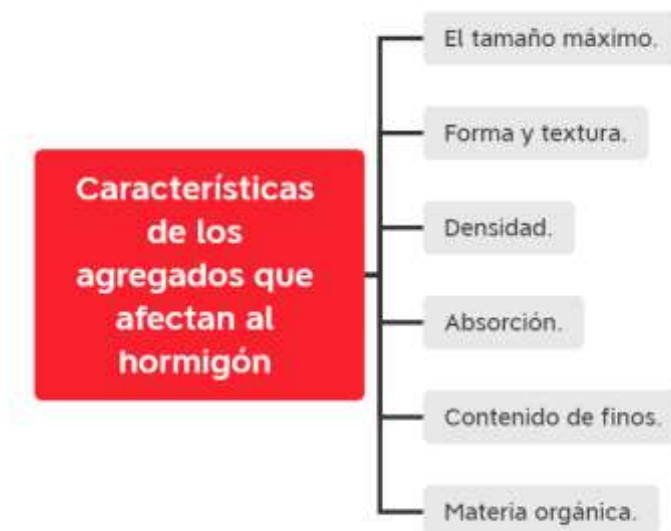 Características
de los
agregados que
afectan al
hormigón
El tamaño máximo.
Forma y textura.
Densidad.
Absorción.
Contenido de finos.
Materia orgánica.